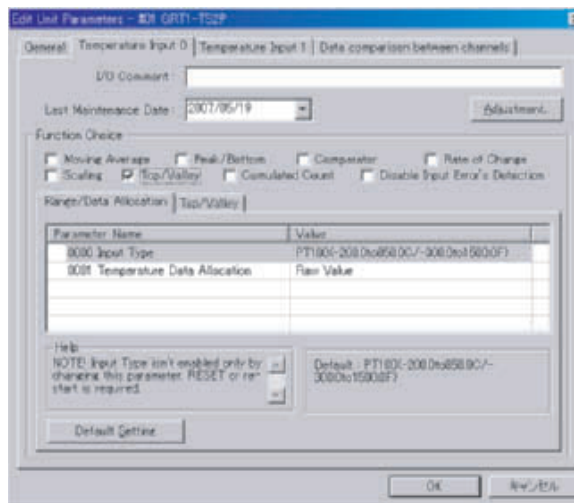 Edit Unit Parameters - #01 GRT1-TS2P
General Temperature Input 0 Temperature Input 1 Data comparison between channels
I/O Comment :
Last Maintenance Date : 2007/05/19 Adjustment..
Function Choice
Moving Average Peak/Bottom Comparator Rate of Change
Scaling Top/Valley Cumulated Count Disable Input Error's Detection
Range/Data Allocation Top/Valley
Parameter Name Value
0000 Input Type PT100(-200.0to850.0C/-300.0to1500.0F)
0001 Temperature Data Allocation Raw Value
Help
NOTE! Input Type isn't enabled only by
changing this parameter. RESET or re-
start is required.
Default : PT100(-200.0to850.0C/-
300.0to1500.0F)
Default Setting
OK キャンセル